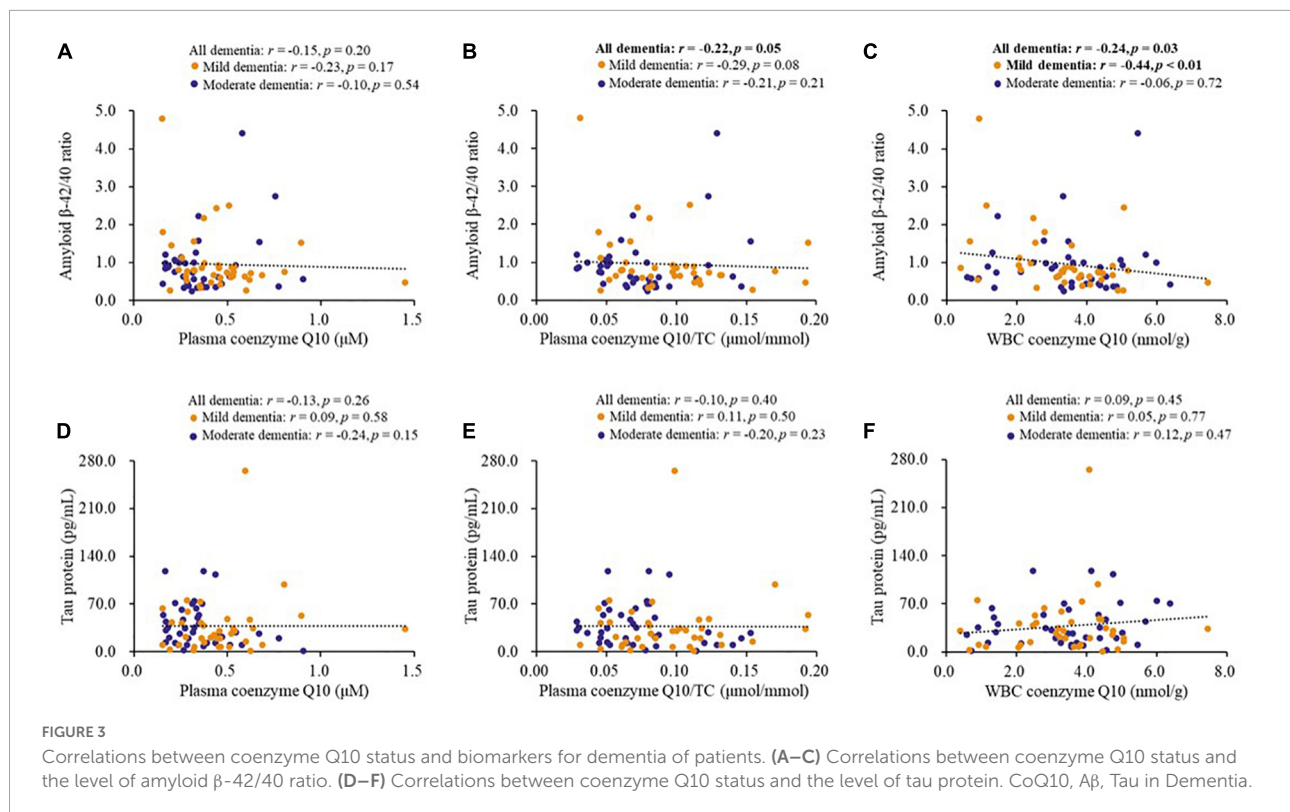 A
All dementia: r = -0.15, p = 0.20
Mild dementia: r = -0.23, p = 0.17
Moderate dementia: r = -0.10, p = 0.54
Amyloid β-42/40 ratio
5.0
4.0
3.0
2.0
1.0
0.0
0.0 0.5 1.0 1.5
Plasma coenzyme Q10 (μM)
B
All dementia: r = -0.22, p = 0.05
Mild dementia: r = -0.29, p = 0.08
Moderate dementia: r = -0.21, p = 0.21
Amyloid β-42/40 ratio
5.0
4.0
3.0
2.0
1.0
0.0
0.00 0.05 0.10 0.15 0.20
Plasma coenzyme Q10/TC (μmol/mmol)
C
All dementia: r = -0.24, p = 0.03
Mild dementia: r = -0.44, p < 0.01
Moderate dementia: r = -0.06, p = 0.72
Amyloid β-42/40 ratio
5.0
4.0
3.0
2.0
1.0
0.0
0.0 2.0 4.0 6.0 8.0
WBC coenzyme Q10 (nmol/g)
D
All dementia: r = -0.13, p = 0.26
Mild dementia: r = 0.09, p = 0.58
Moderate dementia: r = -0.24, p = 0.15
Tau protein (pg/mL)
280.0
210.0
140.0
70.0
0.0
0.0 0.5 1.0 1.5
Plasma coenzyme Q10 (μM)
E
All dementia: r = -0.10, p = 0.40
Mild dementia: r = 0.11, p = 0.50
Moderate dementia: r = -0.20, p = 0.23
Tau protein (pg/mL)
280.0
210.0
140.0
70.0
0.0
0.00 0.05 0.10 0.15 0.20
Plasma coenzyme Q10/TC (μmol/mmol)
F
All dementia: r = 0.09, p = 0.45
Mild dementia: r = 0.05, p = 0.77
Moderate dementia: r = 0.12, p = 0.47
Tau protein (pg/mL)
280.0
210.0
140.0
70.0
0.0
0.0 2.0 4.0 6.0 8.0
WBC coenzyme Q10 (nmol/g)
FIGURE 3
Correlations between coenzyme Q10 status and biomarkers for dementia of patients. (A–C) Correlations between coenzyme Q10 status and
the level of amyloid β-42/40 ratio. (D–F) Correlations between coenzyme Q10 status and the level of tau protein. CoQ10, Aβ, Tau in Dementia.